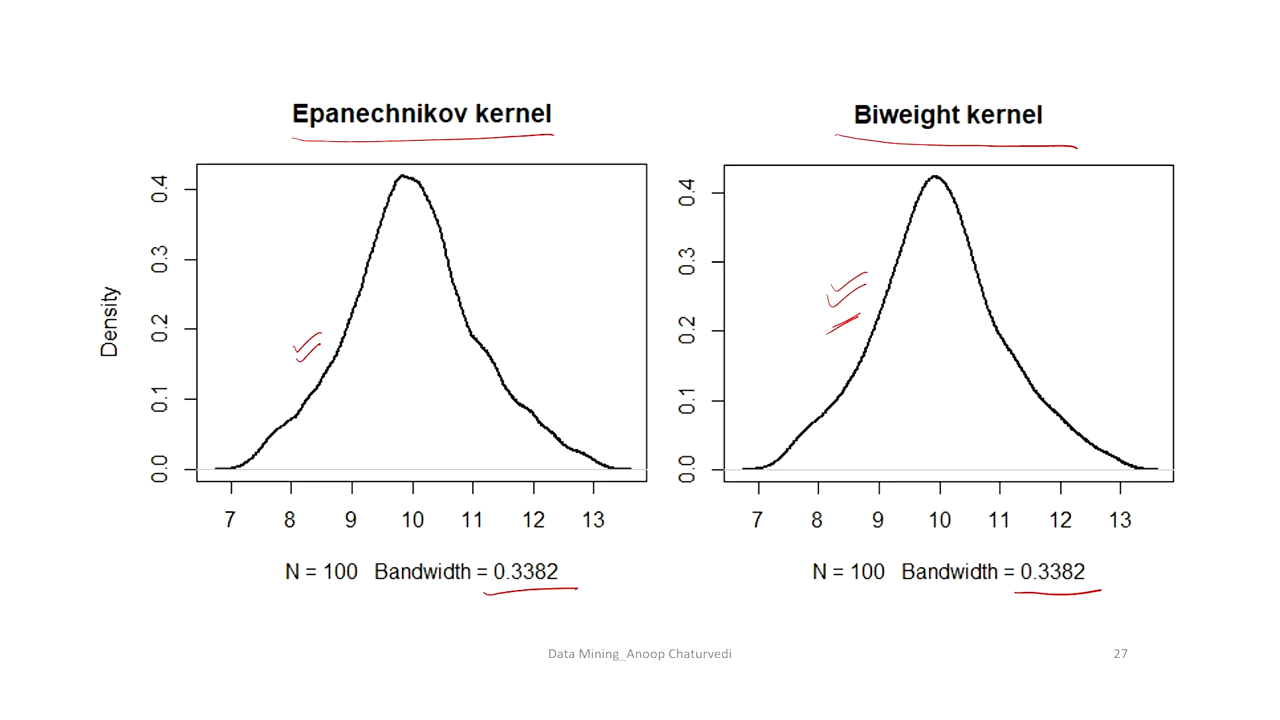 Epanechnikov kernel
Density
0.4
0.3
0.2
0.1
0.0
7 8 9 10 11 12 13
N = 100 Bandwidth = 0.3382
Biweight kernel
0.4
0.3
0.2
0.1
0.0
7 8 9 10 11 12 13
N = 100 Bandwidth = 0.3382
Data Mining_Anoop Chaturvedi
27